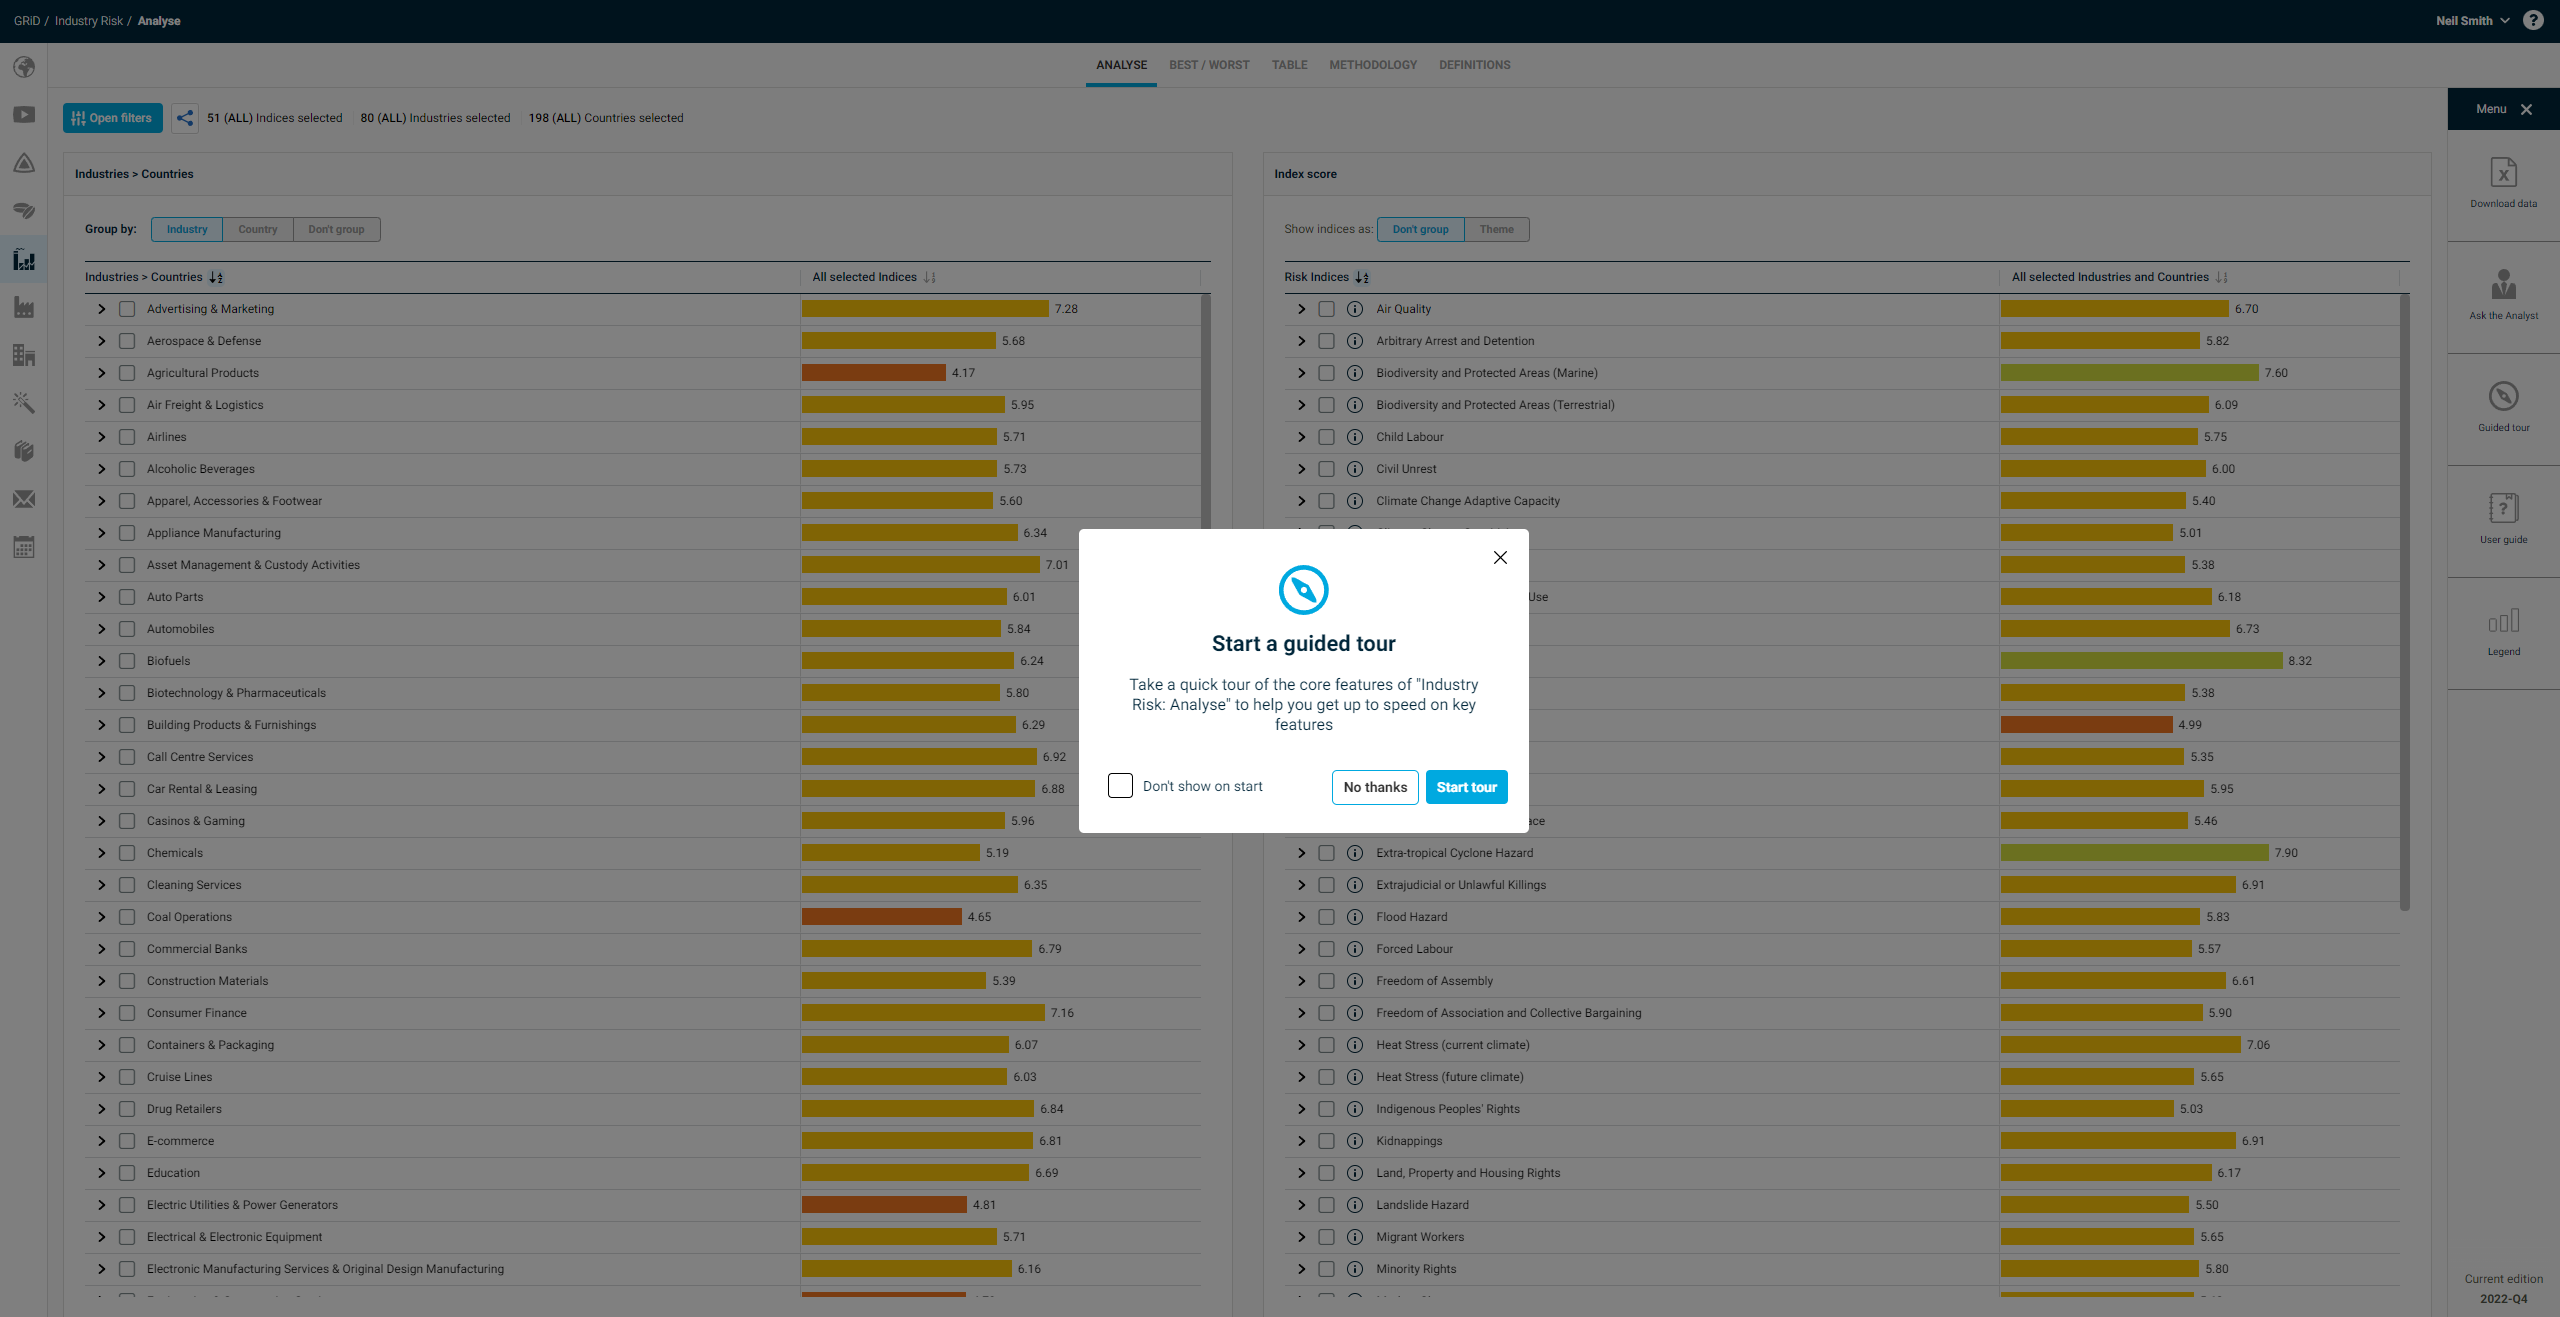 GRiD / Industry Risk / Analyse
Neil Smith
?
ANALYSE BEST / WORST TABLE METHODOLOGY DEFINITIONS
Open filters
51 (ALL) Indices selected 80 (ALL) Industries selected 198 (ALL) Countries selected
Menu
Industries > Countries
Group by: Industry Country Don't group
Industries > Countries All selected Indices
Advertising & Marketing 7.28
Aerospace & Defense 5.68
Agricultural Products 4.17
Air Freight & Logistics 5.95
Airlines 5.71
Alcoholic Beverages 5.73
Apparel, Accessories & Footwear 5.60
Appliance Manufacturing 6.34
Asset Management & Custody Activities 7.01
Auto Parts 6.01
Automobiles 5.84
Biofuels 6.24
Biotechnology & Pharmaceuticals 5.80
Building Products & Furnishings 6.29
Call Centre Services 6.92
Car Rental & Leasing 6.88
Casinos & Gaming 5.96
Chemicals 5.19
Cleaning Services 6.35
Coal Operations 4.65
Commercial Banks 6.79
Construction Materials 5.39
Consumer Finance 7.16
Containers & Packaging 6.07
Cruise Lines 6.03
Drug Retailers 6.84
E-commerce 6.81
Education 6.69
Electric Utilities & Power Generators 4.81
Electrical & Electronic Equipment 5.71
Electronic Manufacturing Services & Original Design Manufacturing 6.16
Index score
Show indices as: Don't group Theme
Risk Indices All selected Industries and Countries
Air Quality 6.70
Arbitrary Arrest and Detention 5.82
Biodiversity and Protected Areas (Marine) 7.60
Biodiversity and Protected Areas (Terrestrial) 6.09
Child Labour 5.75
Civil Unrest 6.00
Climate Change Adaptive Capacity 5.40
5.01
5.38
Use 6.18
6.73
8.32
5.38
4.99
5.35
5.95
ace 5.46
Extra-tropical Cyclone Hazard 7.90
Extrajudicial or Unlawful Killings 6.91
Flood Hazard 5.83
Forced Labour 5.57
Freedom of Assembly 6.61
Freedom of Association and Collective Bargaining 5.90
Heat Stress (current climate) 7.06
Heat Stress (future climate) 5.65
Indigenous Peoples' Rights 5.03
Kidnappings 6.91
Land, Property and Housing Rights 6.17
Landslide Hazard 5.50
Migrant Workers 5.65
Minority Rights 5.80
Start a guided tour
Take a quick tour of the core features of "Industry
Risk: Analyse" to help you get up to speed on key
features
Don't show on start No thanks Start tour
Download data
Ask the Analyst
Guided tour
User guide
Legend
Current edition
2022-Q4